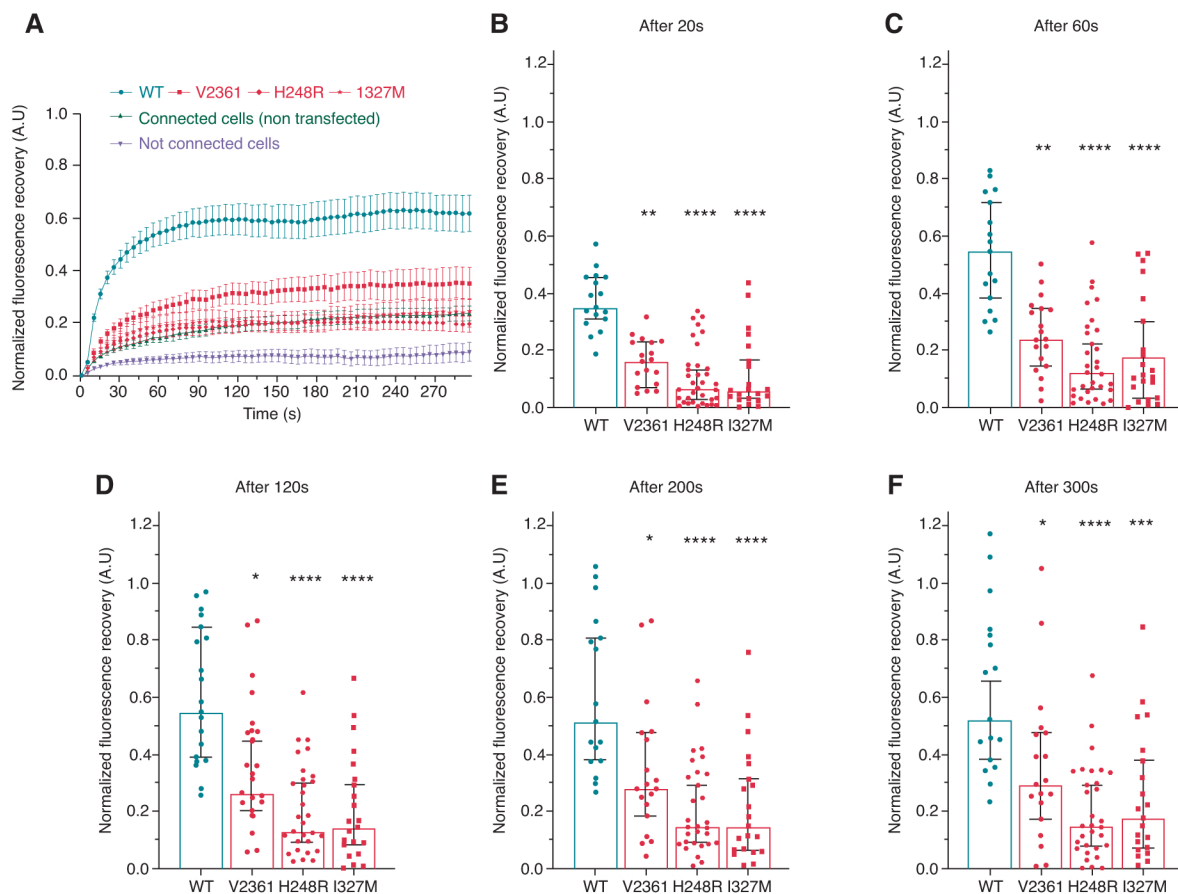 A
WT V2361 H248R 1327M
Connected cells (non transfected)
Not connected cells
Normalized fluorescence recovery (A.U)
1.0
0.8
0.6
0.4
0.2
0.0
0 30 60 90 120 150 180 210 240 270
Time (s)
B
After 20s
Normalized fluorescence recovery (A.U)
1.2
1.0
0.8
0.6
0.4
0.2
0.0
** **** ****
WT V2361 H248R I327M
C
After 60s
Normalized fluorescence recovery (A.U)
1.2
1.0
0.8
0.6
0.4
0.2
0.0
** **** ****
WT V2361 H248R I327M
D
After 120s
Normalized fluorescence recovery (A.U)
1.2
1.0
0.8
0.6
0.4
0.2
0.0
* **** ****
WT V2361 H248R I327M
E
After 200s
Normalized fluorescence recovery (A.U)
1.2
1.0
0.8
0.6
0.4
0.2
0.0
* **** ****
WT V2361 H248R I327M
F
After 300s
Normalized fluorescence recovery (A.U)
1.2
1.0
0.8
0.6
0.4
0.2
0.0
* **** ***
WT V2361 H248R I327M